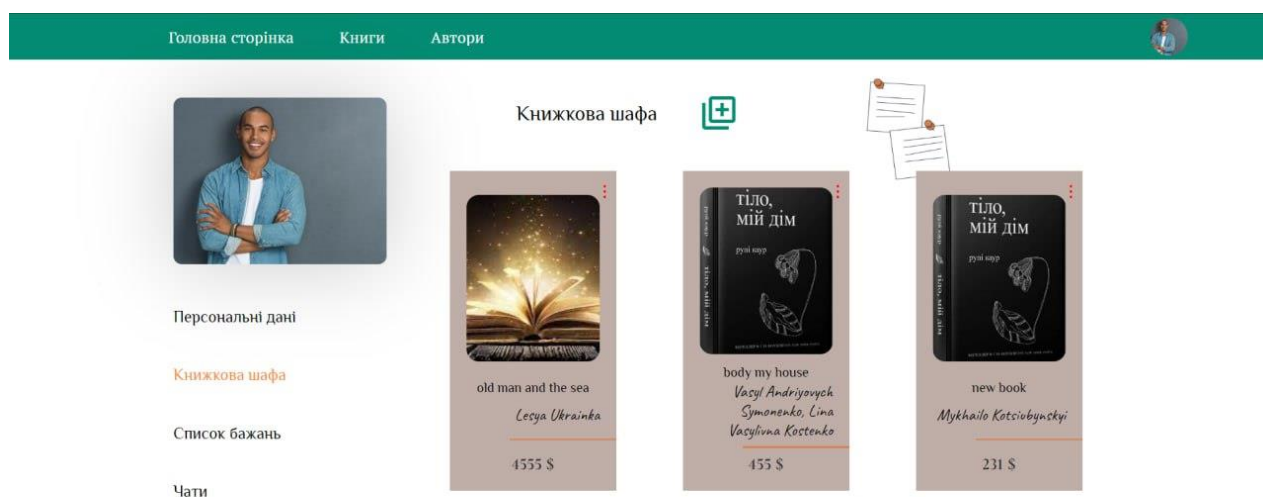 Головна сторінка Книги Автори
Книжкова шафа
Персональні дані
Книжкова шафа
Список бажань
Чати
old man and the sea
Lesya Ukrainka
4555 $
тіло,
мій дім
рупі каур
body my house
Vasyl Andriyovych
Symonenko, Lina
Vasylivna Kostenko
455 $
тіло,
мій дім
рупі каур
new book
Mykhailo Kotsiubynskyi
231 $